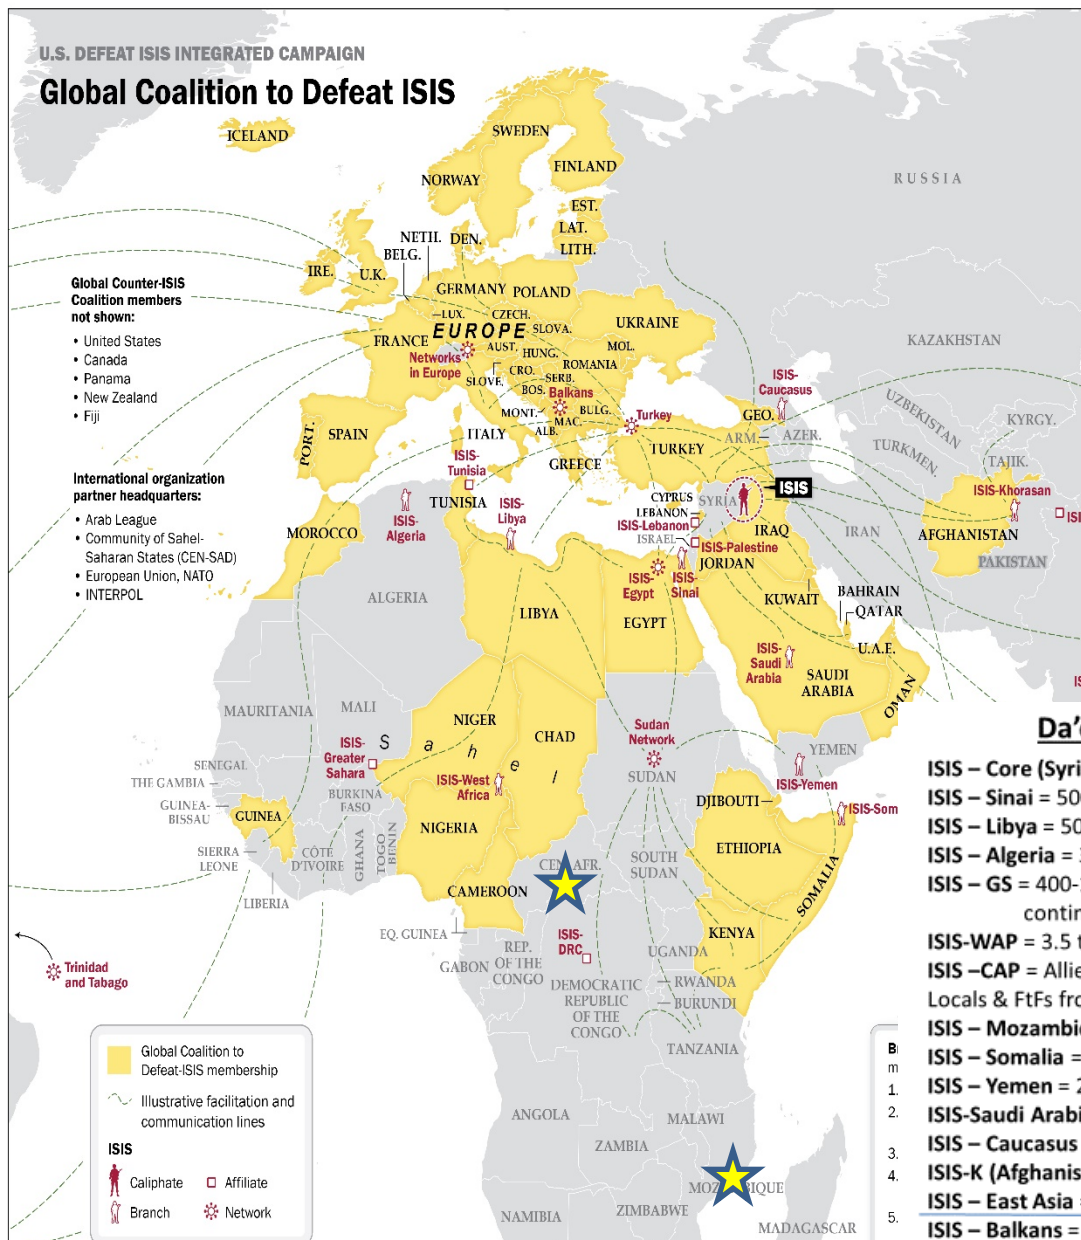 U.S. DEFEAT ISIS INTEGRATED CAMPAIGN
Global Coalition to Defeat ISIS
ICELAND
SWEDEN
FINLAND
NORWAY
RUSSIA
EST.
LAT.
LITH.
NETH.
DEN.
BELG.
IRE.
U.K.
GERMANY
POLAND
LUX.
CZECH.
EUROPE
SLOVA.
UKRAINE
FRANCE
AUST.
HUNG.
MOL.
Networks
in Europe
CRO.
ROMANIA
SLOVE.
SERB.
BOS.
Balkans
MONT.
BULG.
MAC.
ALB.
ITALY
GREECE
PORT.
SPAIN
Turkey
TURKEY
ISIS-
Caucasus
GEO.
ARM.
AZER.
KAZAKHSTAN
UZBEKISTAN
KYRGY.
TURKMEN.
TAJIK.
Global Counter-ISIS
Coalition members
not shown:
• United States
• Canada
• Panama
• New Zealand
• Fiji
International organization
partner headquarters:
• Arab League
• Community of Sahel-
Saharan States (CEN-SAD)
• European Union, NATO
• INTERPOL
ISIS-
Tunisia
TUNISIA
ISIS-
Algeria
ISIS-
Libya
MOROCCO
CYPRUS
LEBANON
SYRIA
ISIS
ISIS-Lebanon
ISRAEL
ISIS-Palestine
IRAQ
IRAN
JORDAN
ISIS-Khorasan
AFGHANISTAN
PAKISTAN
ISIS-
Egypt
ISIS-
Sinai
ALGERIA
LIBYA
EGYPT
KUWAIT
BAHRAIN
QATAR
U.A.E.
ISIS-
Saudi
Arabia
SAUDI
ARABIA
OMAN
MAURITANIA
MALI
NIGER
CHAD
Sahel
ISIS-
Greater
Sahara
ISIS-West
Africa
Sudan
Network
SUDAN
YEMEN
ISIS-Yemen
ISIS-Som
SENEGAL
THE GAMBIA
GUINEA-
BISSAU
GUINEA
BURKINA
FASO
SIERRA
LEONE
CÔTE
D'IVOIRE
GHANA
TOGO
BENIN
LIBERIA
NIGERIA
DJIBOUTI
ETHIOPIA
SOMALIA
CEN. AFR.
SOUTH
SUDAN
CAMEROON
EQ. GUINEA
GABON
REP.
OF THE
CONGO
ISIS-
DRC
DEMOCRATIC
REPUBLIC
OF THE
CONGO
UGANDA
KENYA
RWANDA
BURUNDI
TANZANIA
Trinidad
and Tabago
ANGOLA
ZAMBIA
MALAWI
NAMIBIA
ZIMBABWE
MADAGASCAR
Global Coalition to
Defeat-ISIS membership
Illustrative facilitation and
communication lines
ISIS
Caliphate
Affiliate
Branch
Network
1.
2.
3.
4.
5.
ISIS – Core (Syri
ISIS – Sinai = 50
ISIS – Libya = 50
ISIS – Algeria =
ISIS – GS = 400-
contin
ISIS-WAP = 3.5 t
ISIS –CAP = Allie
Locals & FtFs fro
ISIS – Mozambi
ISIS – Somalia =
ISIS – Yemen = 2
ISIS-Saudi Arabi
ISIS – Caucasus
ISIS-K (Afghanis
ISIS – East Asia =
ISIS – Balkans =